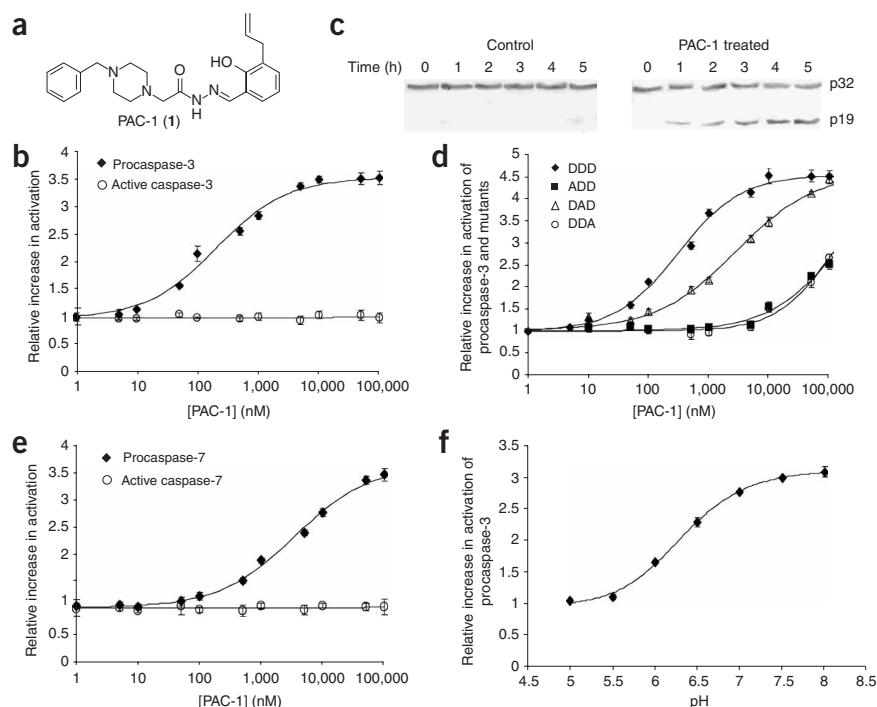 a
HO
N
N
O
N
H
N
PAC-1 (1)
c
Control
PAC-1 treated
Time (h) 0 1 2 3 4 5 0 1 2 3 4 5
p32
p19
b
Procaspase-3
Active caspase-3
Relative increase in activation
4
3.5
3
2.5
2
1.5
1
0.5
0
1 10 100 1,000 10,000 100,000
[PAC-1] (nM)
d
DDD
ADD
DAD
DDA
Relative increase in activation of
procaspase-3 and mutants
5
4.5
4
3.5
3
2.5
2
1.5
1
0.5
0
1 10 100 1,000 10,000 100,000
[PAC-1] (nM)
e
Procaspase-7
Active caspase-7
Relative increase in activation
4
3.5
3
2
1
0.5
0
1 10 100 1,000 10,000 100,000
[PAC-1] (nM)
f
Relative increase in activation of
procaspase-3
3.5
3
2.5
2
1.5
1
0.5
0
4.5 5 5.5 6 6.5 7 7.5 8 8.5
pH